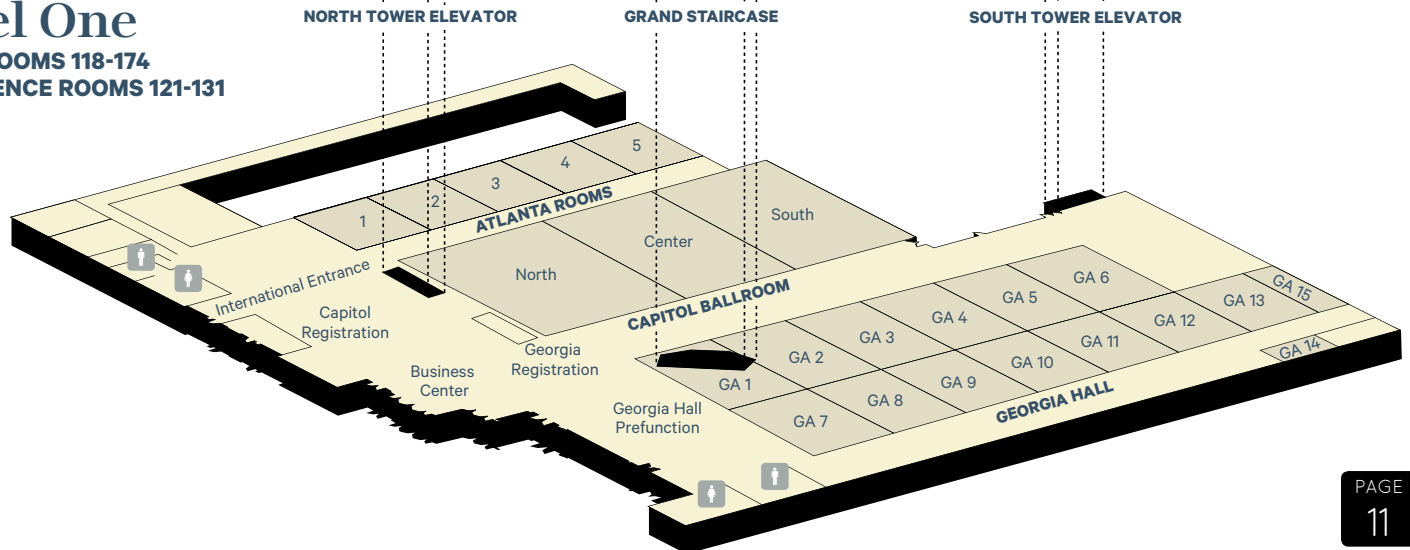 el One
NORTH TOWER ELEVATOR
GRAND STAIRCASE
SOUTH TOWER ELEVATOR
OOMS 118-174
ENCE ROOMS 121-131
5
4
3
2
1
ATLANTA ROOMS
South
Center
North
International Entrance
Capitol
Registration
CAPITOL BALLROOM
Georgia
Registration
Business
Center
Georgia Hall
Prefunction
GA 1
GA 2
GA 3
GA 4
GA 5
GA 6
GA 7
GA 8
GA 9
GA 10
GA 11
GA 12
GA 13
GA 15
GA 14
GEORGIA HALL
PAGE
11